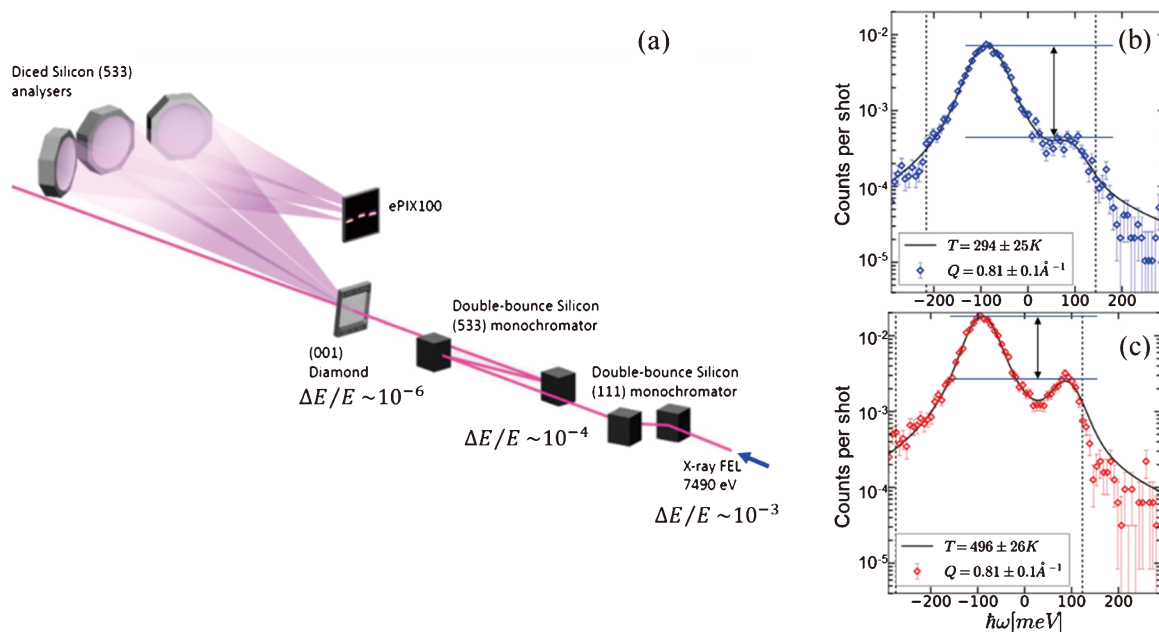 (a)
Diced Silicon (533)
analysers
ePIX100
(001)
Diamond
ΔE/E ~10⁻⁶
Double-bounce Silicon
(533) monochromator
ΔE/E ~10⁻⁴
Double-bounce Silicon
(111) monochromator
X-ray FEL
7490 eV
ΔE/E ~10⁻³
(b)
Counts per shot
10⁻²
10⁻³
10⁻⁴
10⁻⁵
T = 294 ± 25K
Q = 0.81 ± 0.1Å⁻¹
−200 −100 0 100 200
(c)
Counts per shot
10⁻²
10⁻³
10⁻⁴
10⁻⁵
T = 496 ± 26K
Q = 0.81 ± 0.1Å⁻¹
−200 −100 0 100 200
ħω[meV]